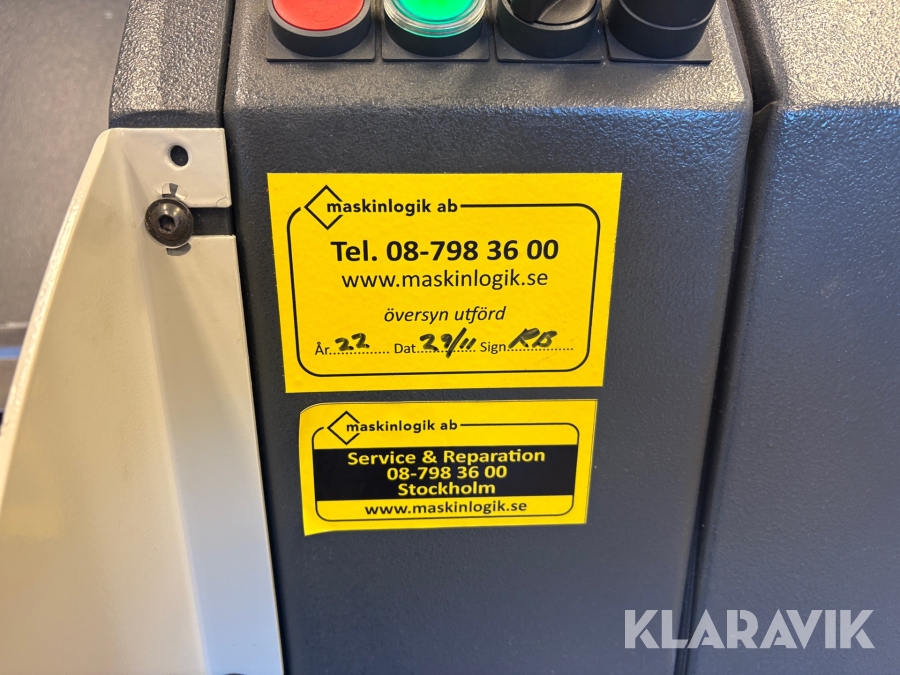 maskinlogik ab
Tel. 08-798 36 00
www.maskinlogik.se
översyn utförd
År 22 Dat. 29/11 Sign. RB
maskinlogik ab
Service & Reparation
08-798 36 00
Stockholm
www.maskinlogik.se
KLARAVIK